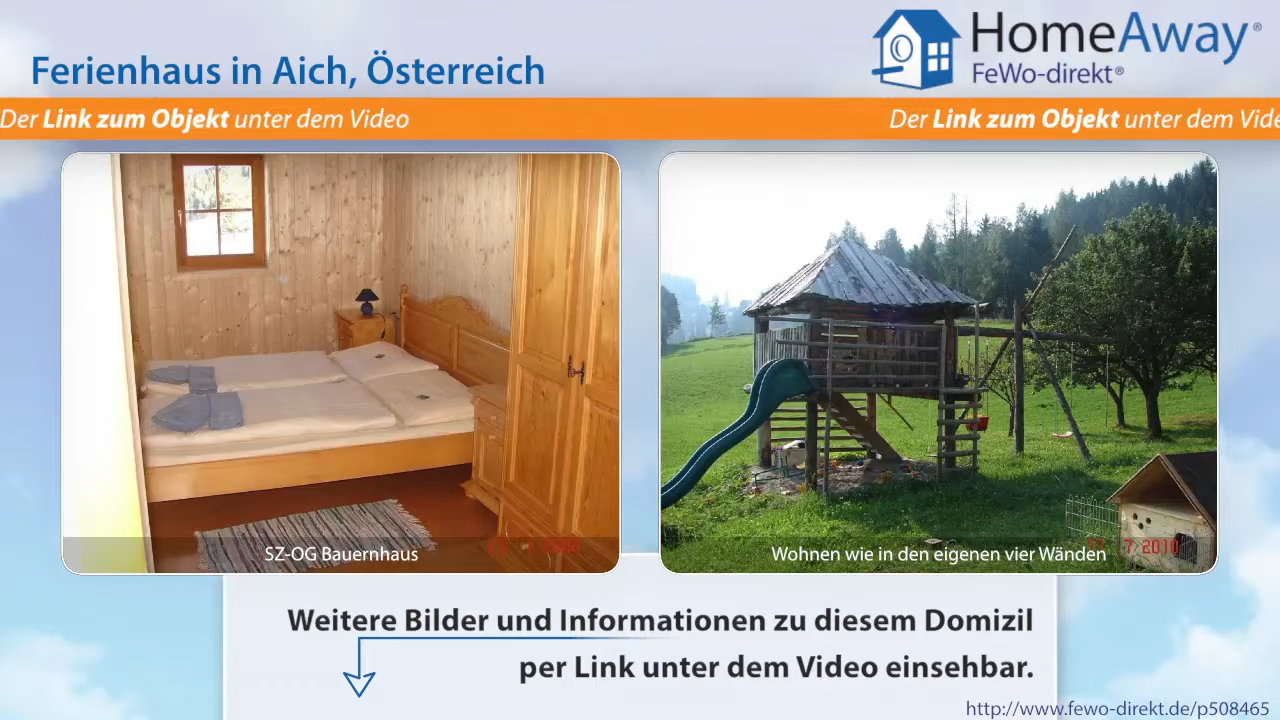 Ferienhaus in Aich, Österreich
HomeAway®
FeWo-direkt®
Der Link zum Objekt unter dem Video
Der Link zum Objekt unter dem Vide
SZ-OG Bauernhaus
Wohnen wie in den eigenen vier Wänden
7 2010
Weitere Bilder und Informationen zu diesem Domizil
per Link unter dem Video einsehbar.
http://www.fewo-direkt.de/p508465